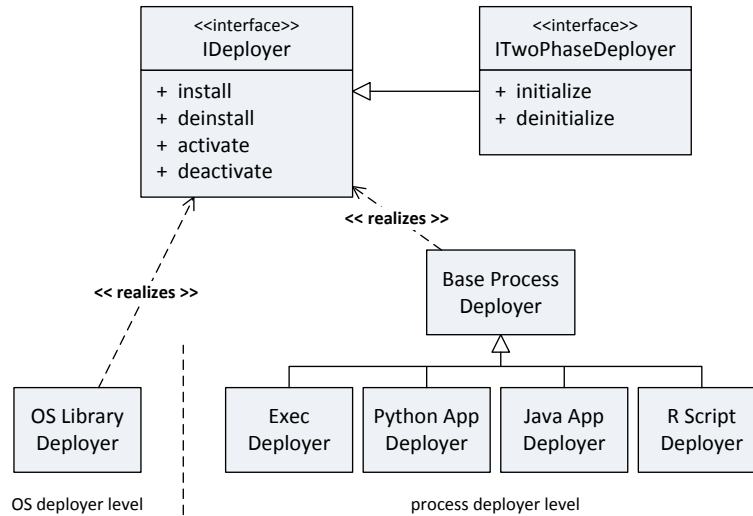 <<interface>>
IDeployer
+ install
+ deinstall
+ activate
+ deactivate
<<interface>>
ITwoPhaseDeployer
+ initialize
+ deinitialize
<< realizes >>
<< realizes >>
Base Process
Deployer
OS Library
Deployer
Exec
Deployer
Python App
Deployer
Java App
Deployer
R Script
Deployer
OS deployer level
process deployer level